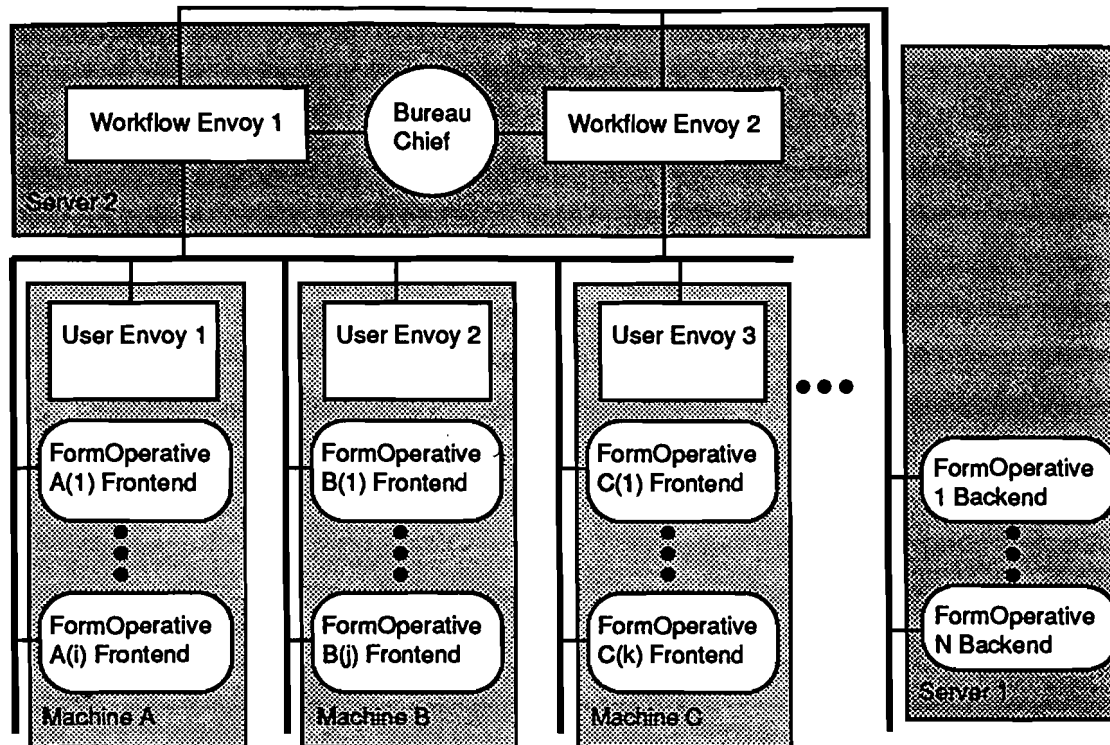 Workflow Envoy 1
Bureau
Chief
Workflow Envoy 2
Server 2
User Envoy 1
User Envoy 2
User Envoy 3
FormOperative
A(1) Frontend
FormOperative
B(1) Frontend
FormOperative
C(1) Frontend
FormOperative
1 Backend
FormOperative
A(i) Frontend
FormOperative
B(j) Frontend
FormOperative
C(k) Frontend
FormOperative
N Backend
Machine A
Machine B
Machine C
Server 1